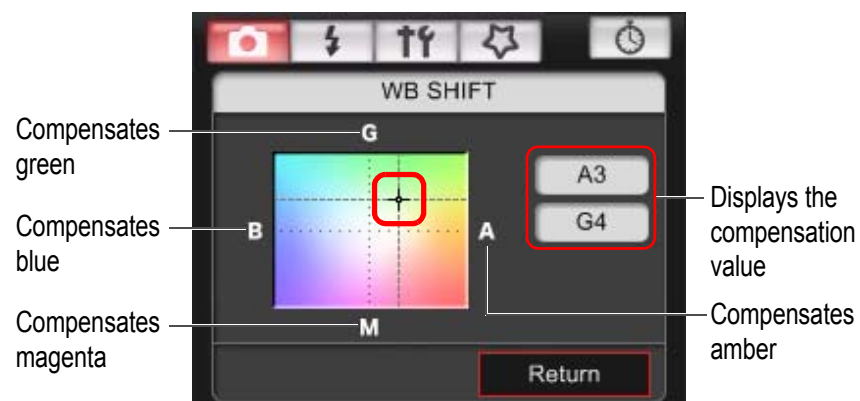 WB SHIFT
Compensates
green
G
A3
G4
Displays the
compensation
value
Compensates
blue
B
A
Compensates
magenta
M
Compensates
amber
Return